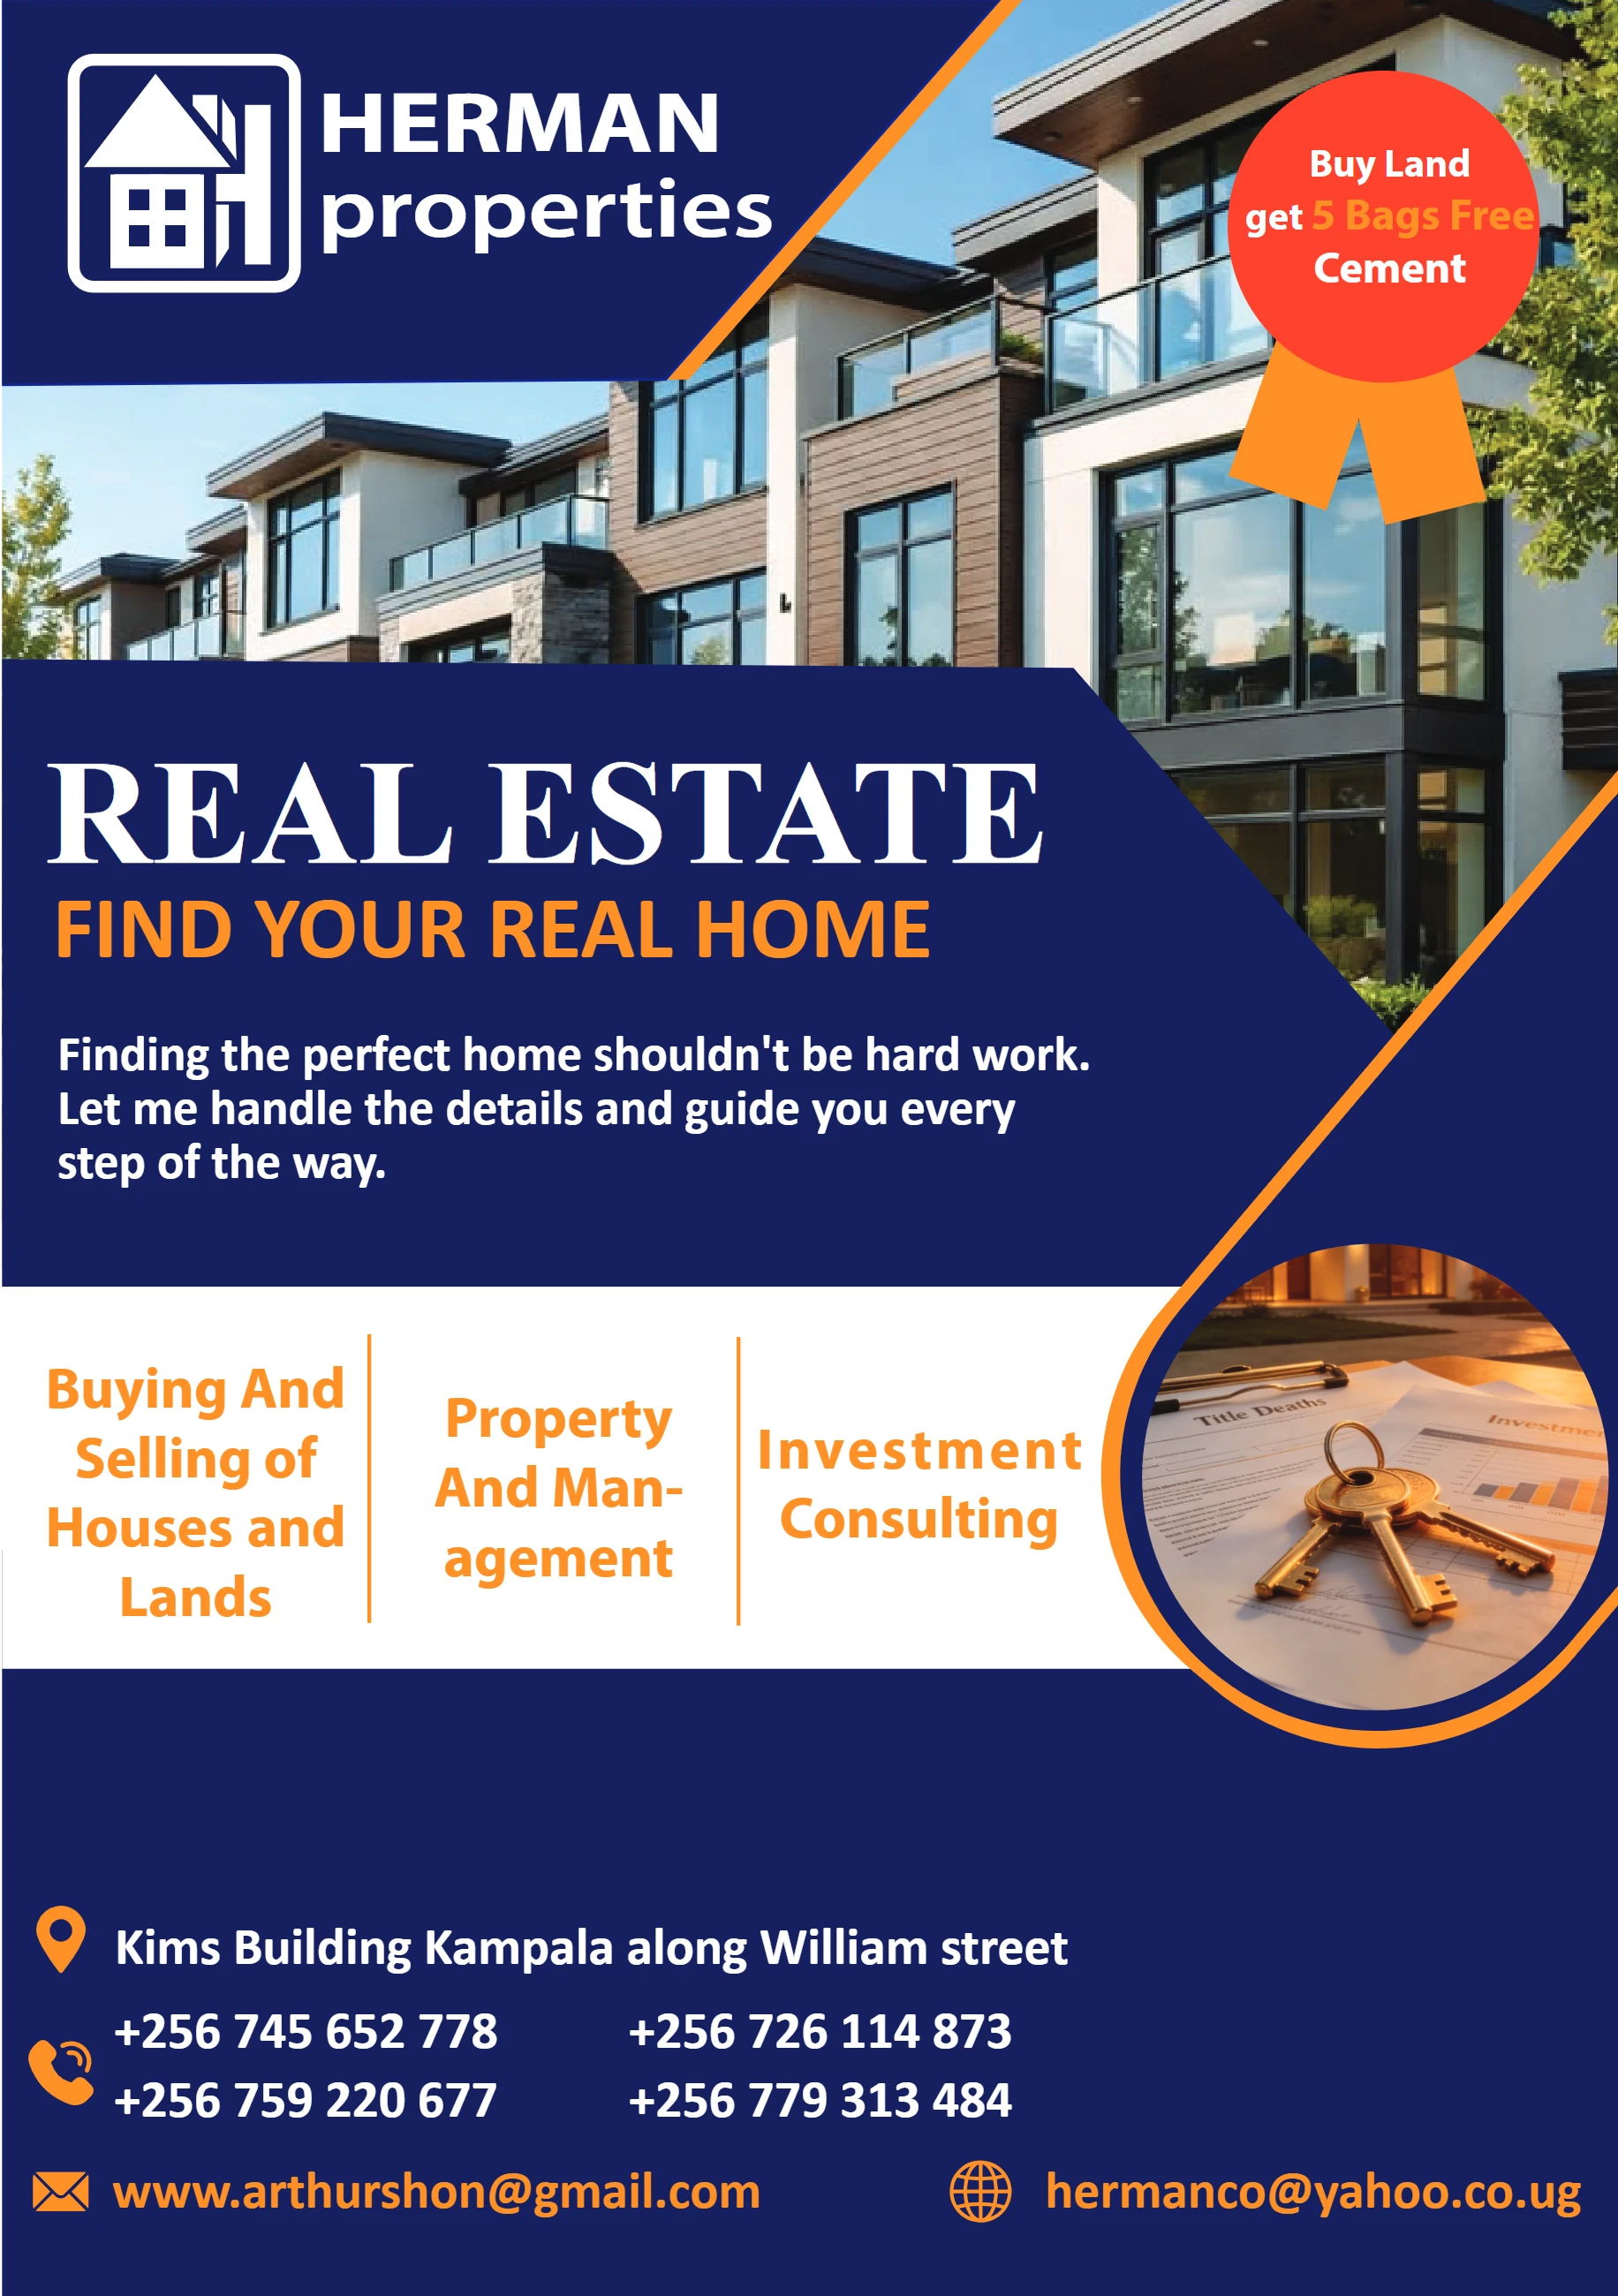 HERMAN
properties
Buy Land
get 5 Bags Free
Cement
REAL ESTATE
FIND YOUR REAL HOME
Finding the perfect home shouldn't be hard work.
Let me handle the details and guide you every
step of the way.
Buying And
Selling of
Houses and
Lands
Property
And Man-
agement
Investment
Consulting
Title Deaths
Investmen
Kims Building Kampala along William street
+256 745 652 778
+256 726 114 873
+256 759 220 677
+256 779 313 484
www.arthurshon@gmail.com
hermanco@yahoo.co.ug